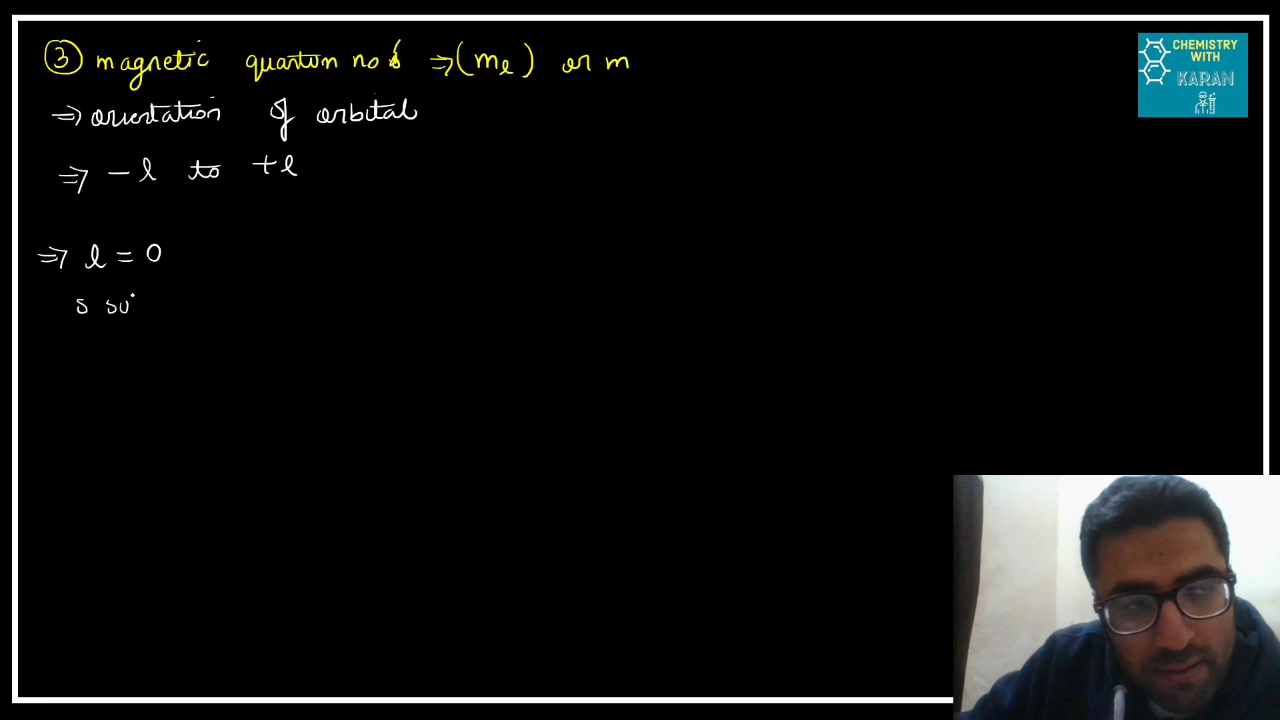 ③ magnetic quantum no ⇒ (mₗ) or m
⇒ orientation of orbital
⇒ -l to +l
⇒ l = 0
s su
CHEMISTRY
WITH
KARAN